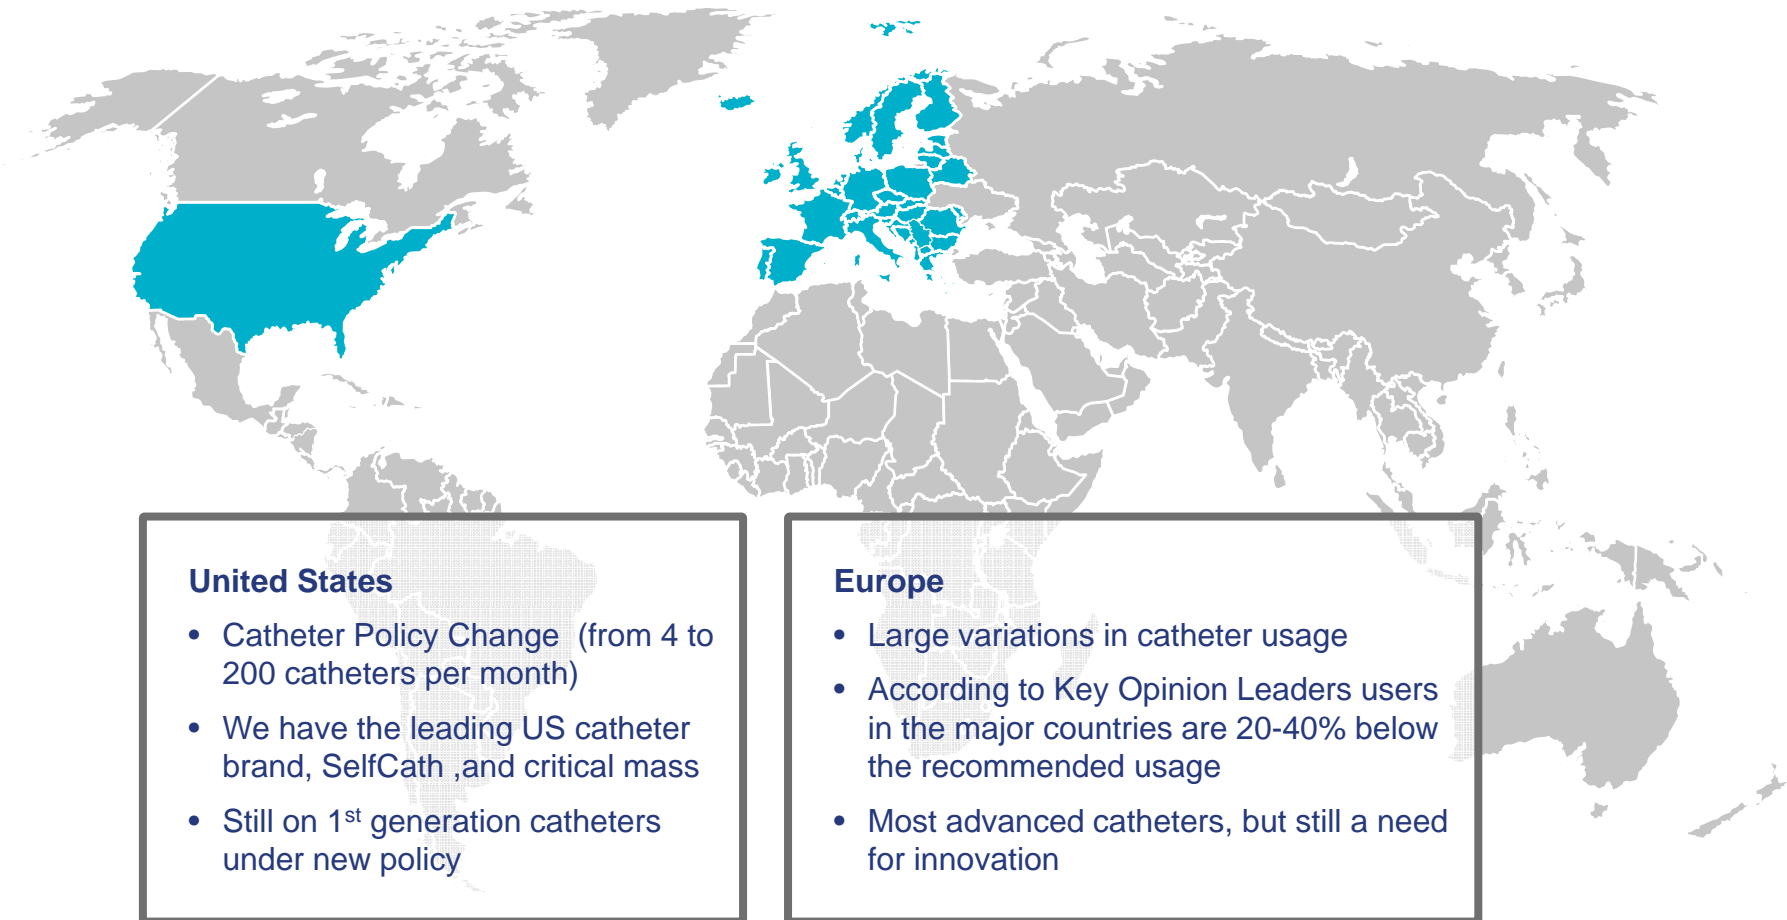 United States
• Catheter Policy Change  (from 4 to
200 catheters per month)
• We have the leading US catheter
brand, SelfCath ,and critical mass
• Still on 1st generation catheters
under new policy
Europe
• Large variations in catheter usage
• According to Key Opinion Leaders users
in the major countries are 20-40% below
the recommended usage
• Most advanced catheters, but still a need
for innovation